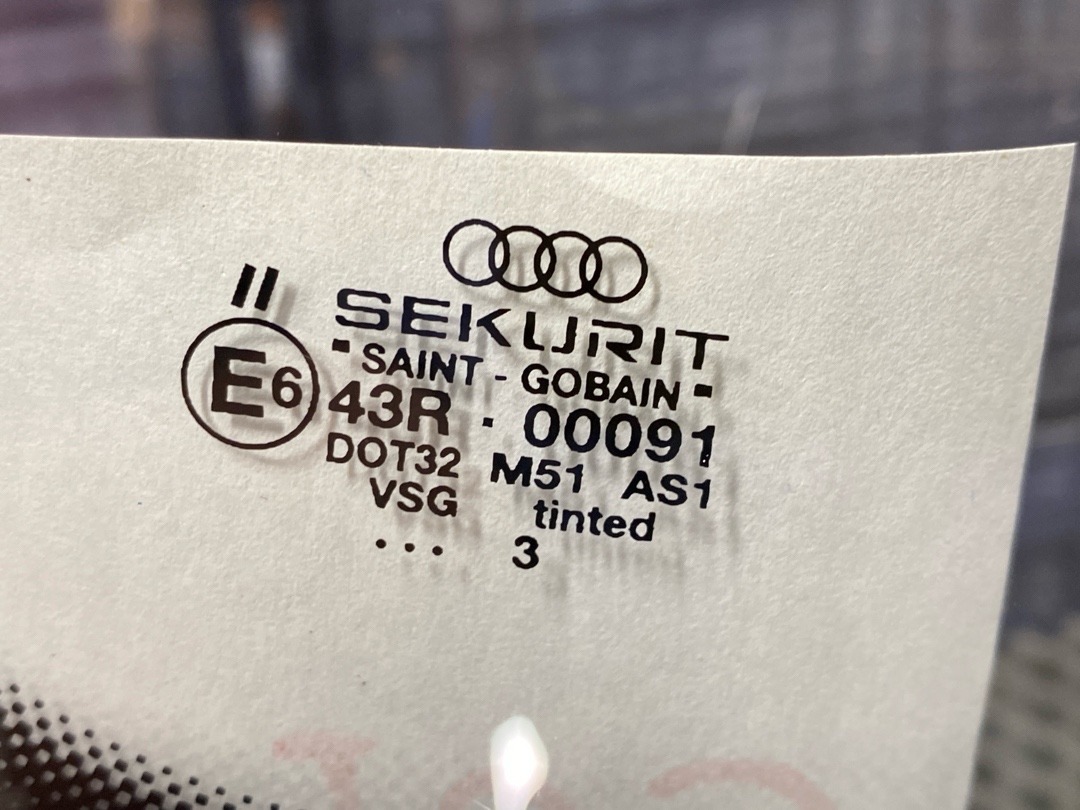 II
SEKURIT
SAINT - GOBAIN
E6 43R · 00091
DOT32 M51 AS1
VSG tinted
... 3